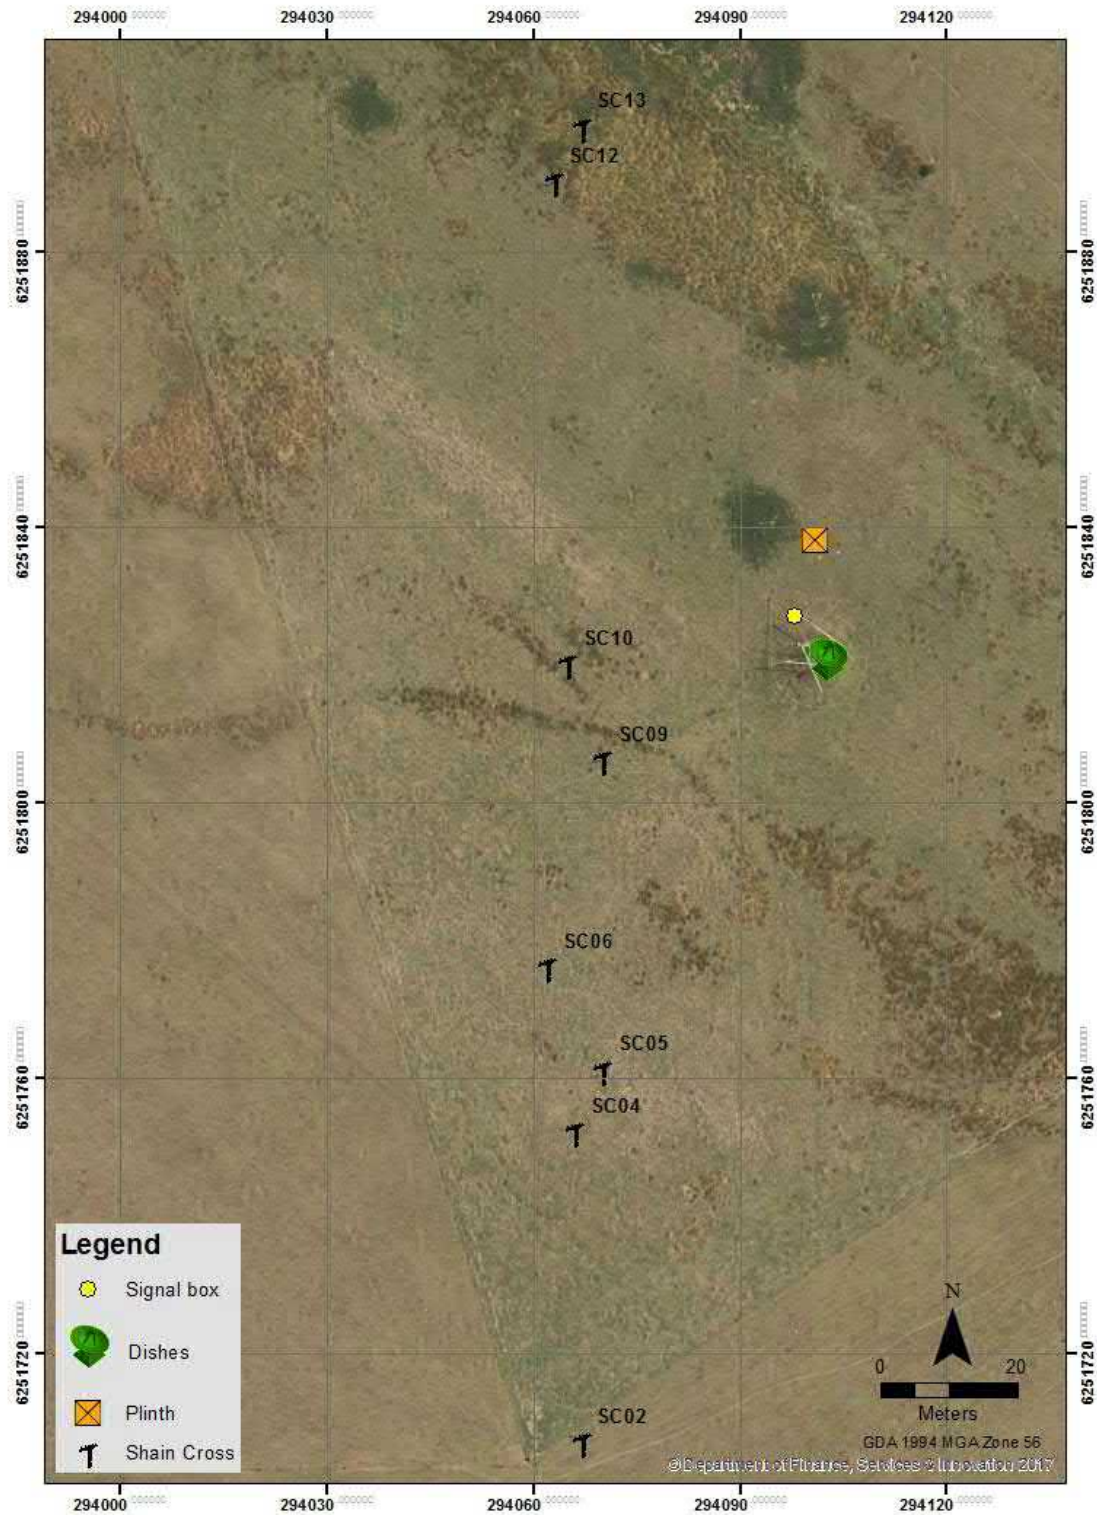 294000 294030 294060 294090 294120
SC13
SC12
6251880 6251880
6251840 6251840
SC10
SC09
6251800 6251800
SC06
SC05
6251760 6251760
SC04
Legend
Signal box
Dishes
Plinth
Shain Cross
N
6251720 6251720
0 20
Meters
SC02
GDA 1994 MGA Zone 56
© Department of Finance, Services & Innovation 2017
294000 294030 294060 294090 294120